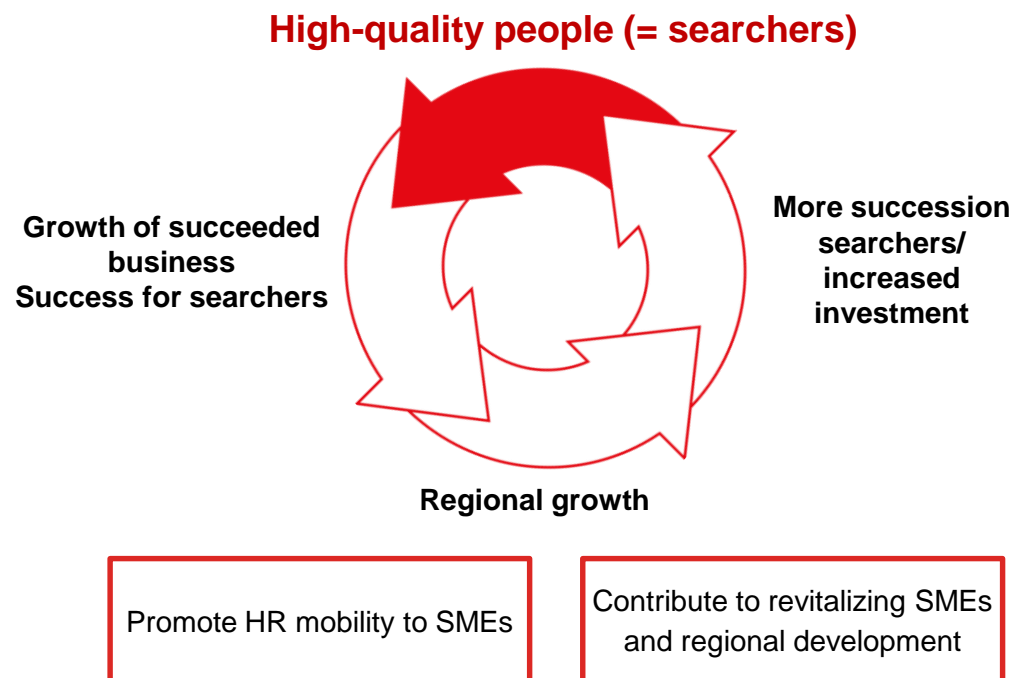 High-quality people (= searchers)
Growth of succeeded
business
Success for searchers
More succession
searchers/
increased
investment
Regional growth
Promote HR mobility to SMEs
Contribute to revitalizing SMEs
and regional development